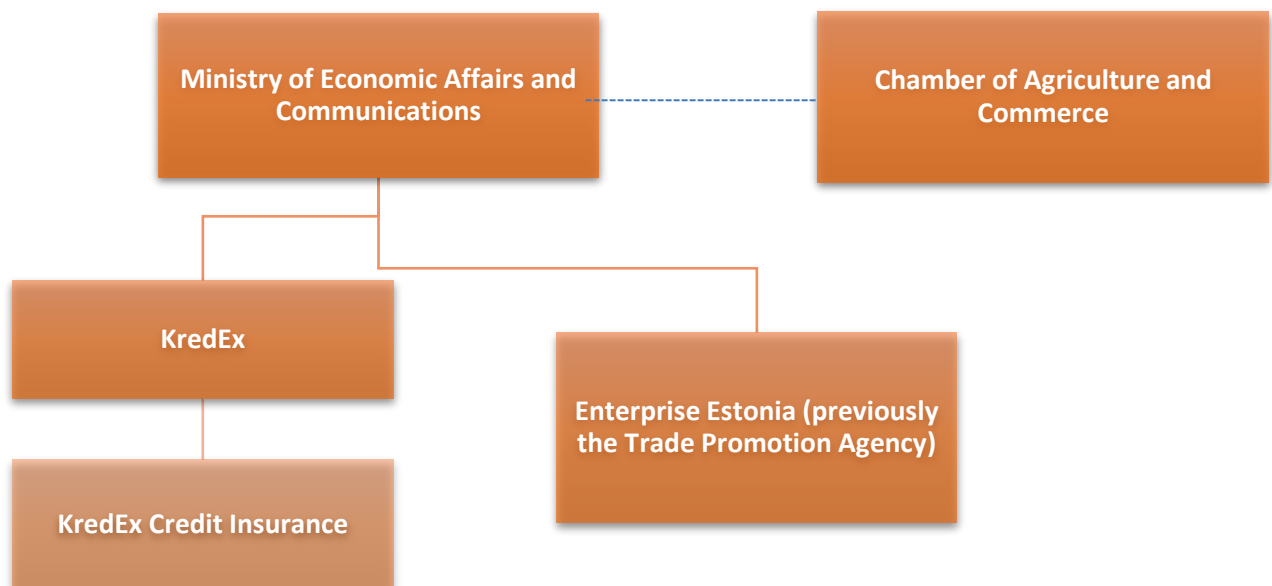 Ministry of Economic Affairs and
Communications
Chamber of Agriculture and
Commerce
KredEx
Enterprise Estonia (previously
the Trade Promotion Agency)
KredEx Credit Insurance